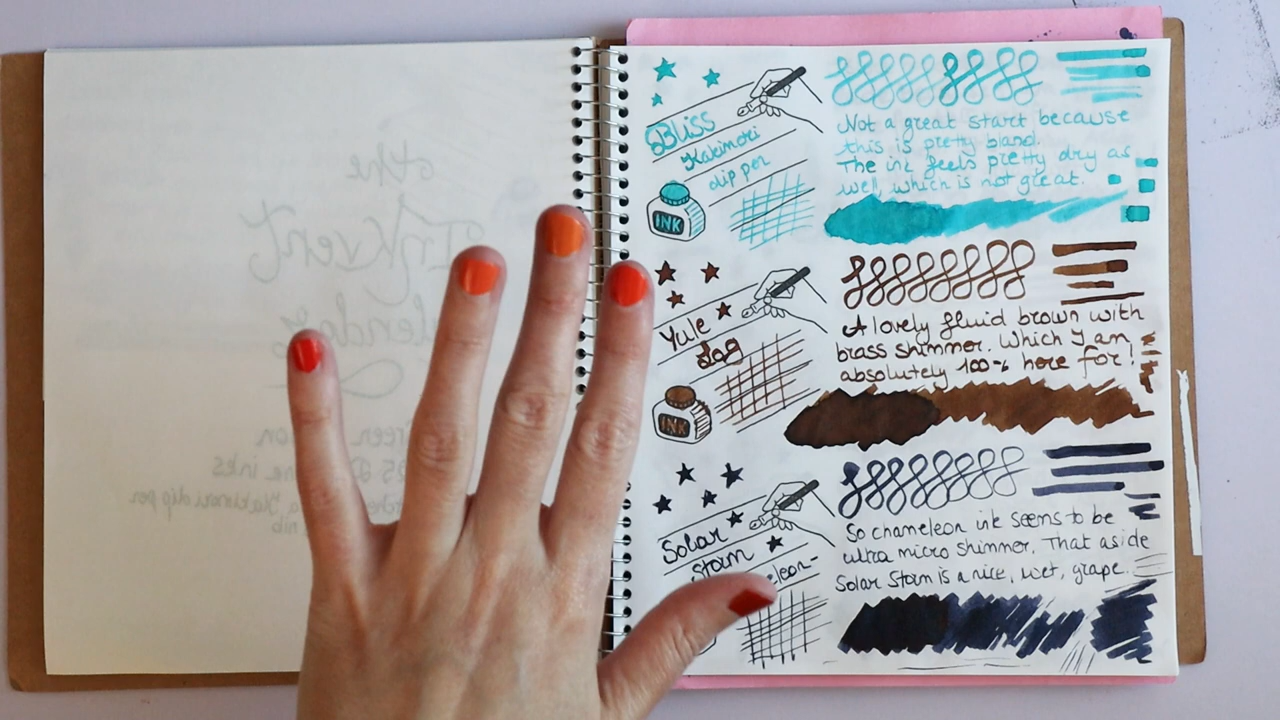 the
Inkvent
Calendar
Bliss
Kakimori
dip pen
INK
Not a great start because
this is pretty bland.
The ink feels pretty dry as
well, which is not great.
Yule
Log
INK
A lovely fluid brown with
brass shimmer. Which I am
absolutely 100% here for!
Solar
Storm
So chameleon ink seems to be
ultra micro shimmer. That aside
Solar Storm is a nice, wet, grape.